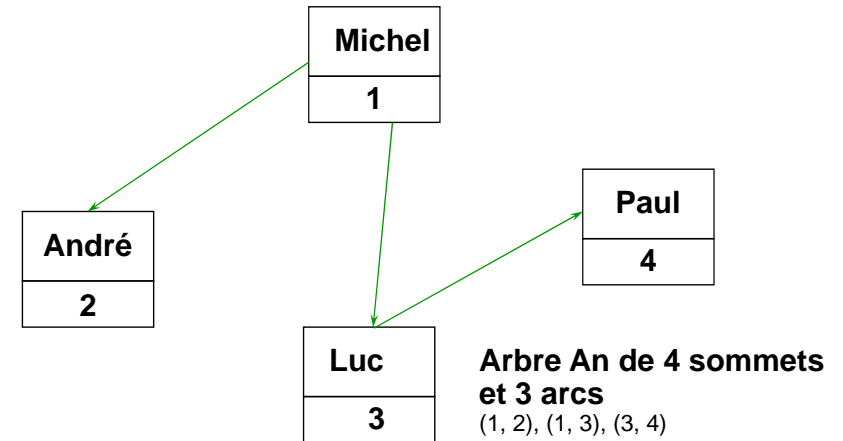 Michel
1
Paul
4
André
2
Luc
3
Arbre An de 4 sommets
et 3 arcs
(1, 2), (1, 3), (3, 4)